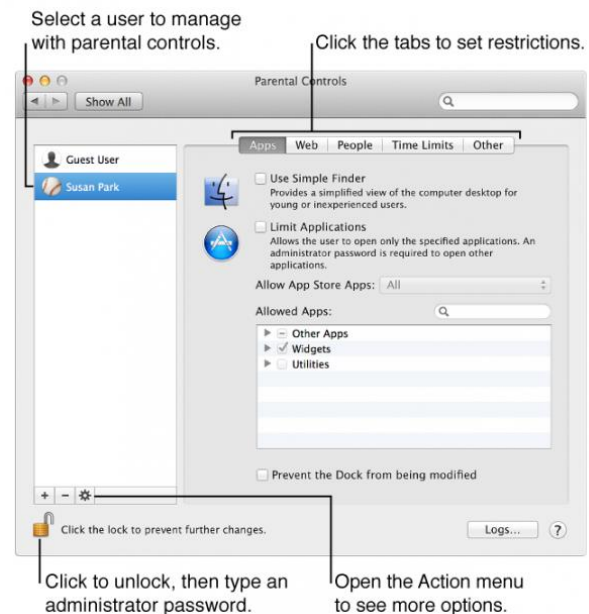 Select a user to manage
with parental controls.
Click the tabs to set restrictions.
Parental Controls
Show All
Guest User
Susan Park
Apps Web People Time Limits Other
Use Simple Finder
Provides a simplified view of the computer desktop for
young or inexperienced users.
Limit Applications
Allows the user to open only the specified applications. An
administrator password is required to open other
applications.
Allow App Store Apps: All
Allowed Apps:
Other Apps
Widgets
Utilities
Prevent the Dock from being modified
Click the lock to prevent further changes.
Logs... ?
Click to unlock, then type an
administrator password.
Open the Action menu
to see more options.